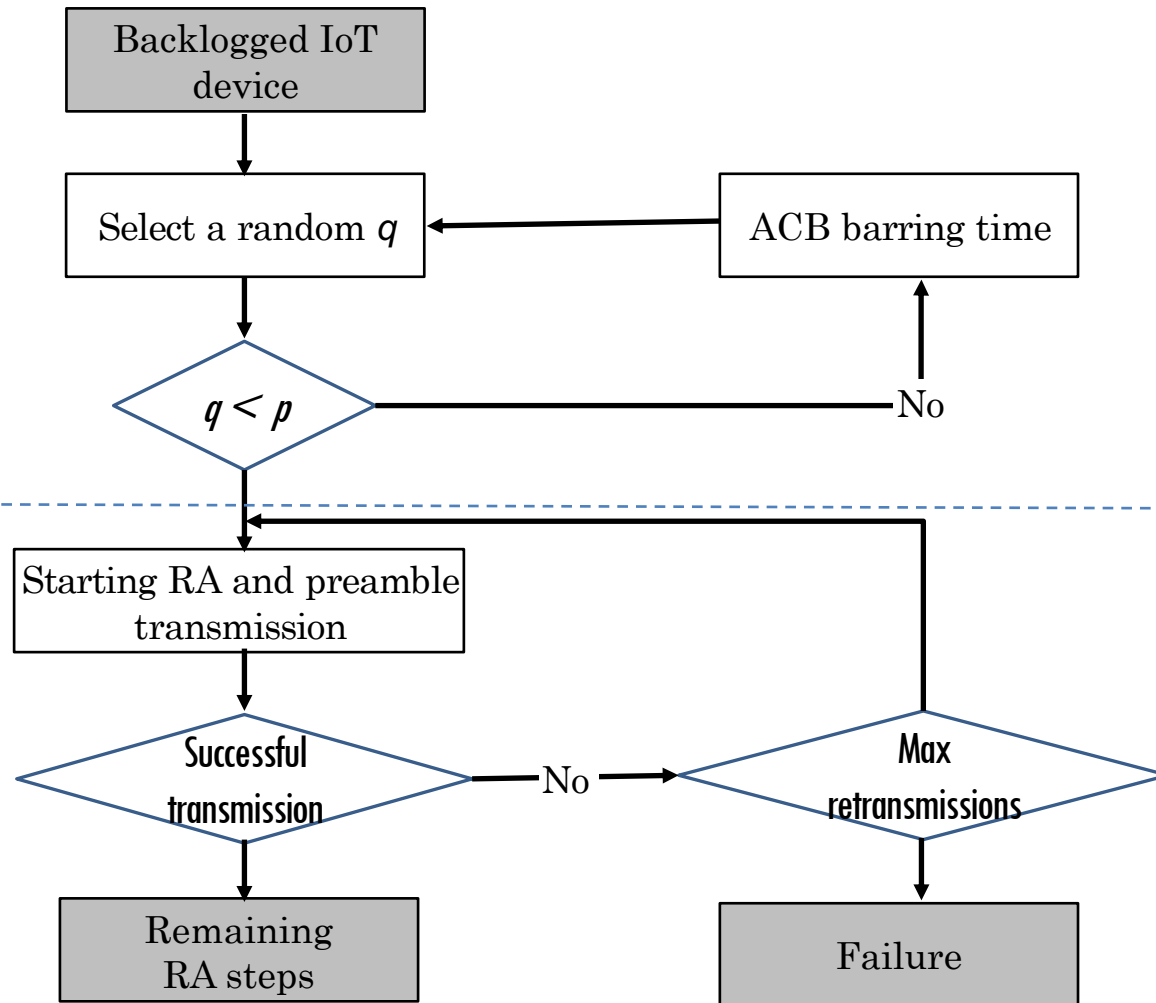 Backlogged IoT
device
Select a random q
ACB barring time
q < p
No
Starting RA and preamble
transmission
Successful
transmission
No
Max
retransmissions
Remaining
RA steps
Failure